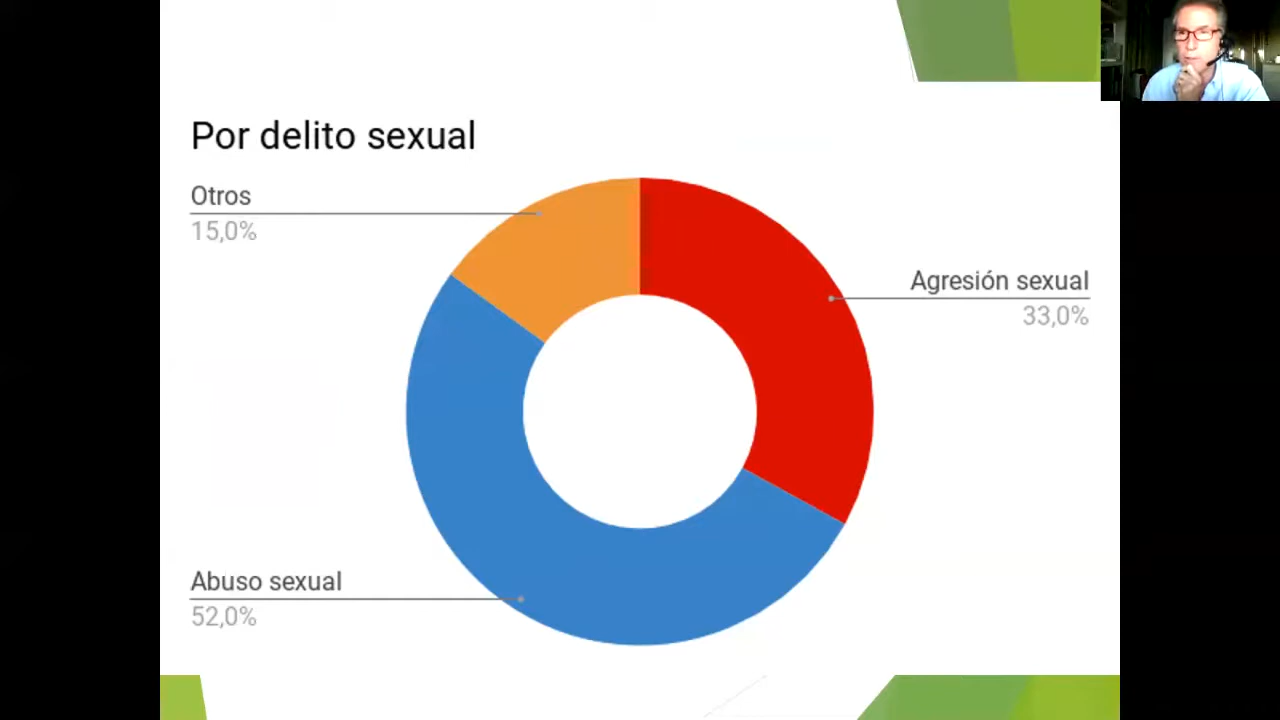 Por delito sexual
Otros
15,0%
Agresión sexual
33,0%
Abuso sexual
52,0%